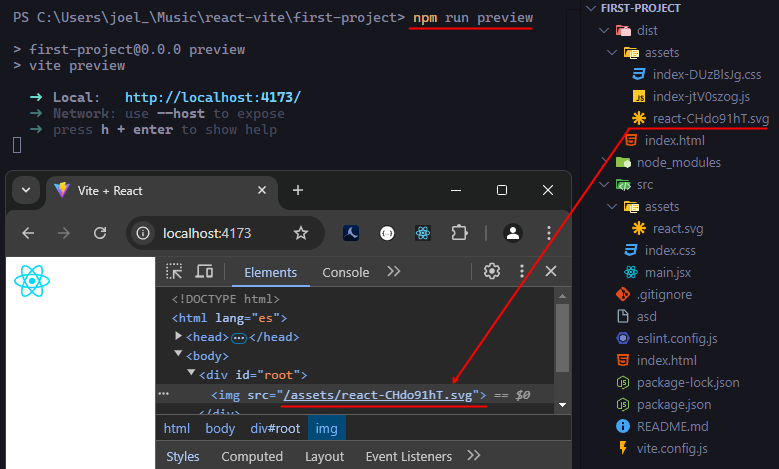 PS C:\Users\joel_\Music\react-vite\first-project> npm run preview
> first-project@0.0.0 preview
> vite preview
➜ Local: http://localhost:4173/
➜ Network: use --host to expose
➜ press h + enter to show help
Vite + React
localhost:4173
Elements
Console
<!DOCTYPE html>
<html lang="es">
<head>…</head>
<body>
<div id="root">
… <img src="/assets/react-CHdo91hT.svg"> == $0
</div>
html body div#root img
Styles Computed Layout Event Listeners
FIRST-PROJECT
dist
assets
index-DUzBlsJg.css
JS index-jtV0szog.js
react-CHdo91hT.svg
index.html
node_modules
src
assets
react.svg
index.css
main.jsx
.gitignore
asd
eslint.config.js
index.html
package-lock.json
package.json
README.md
vite.config.js